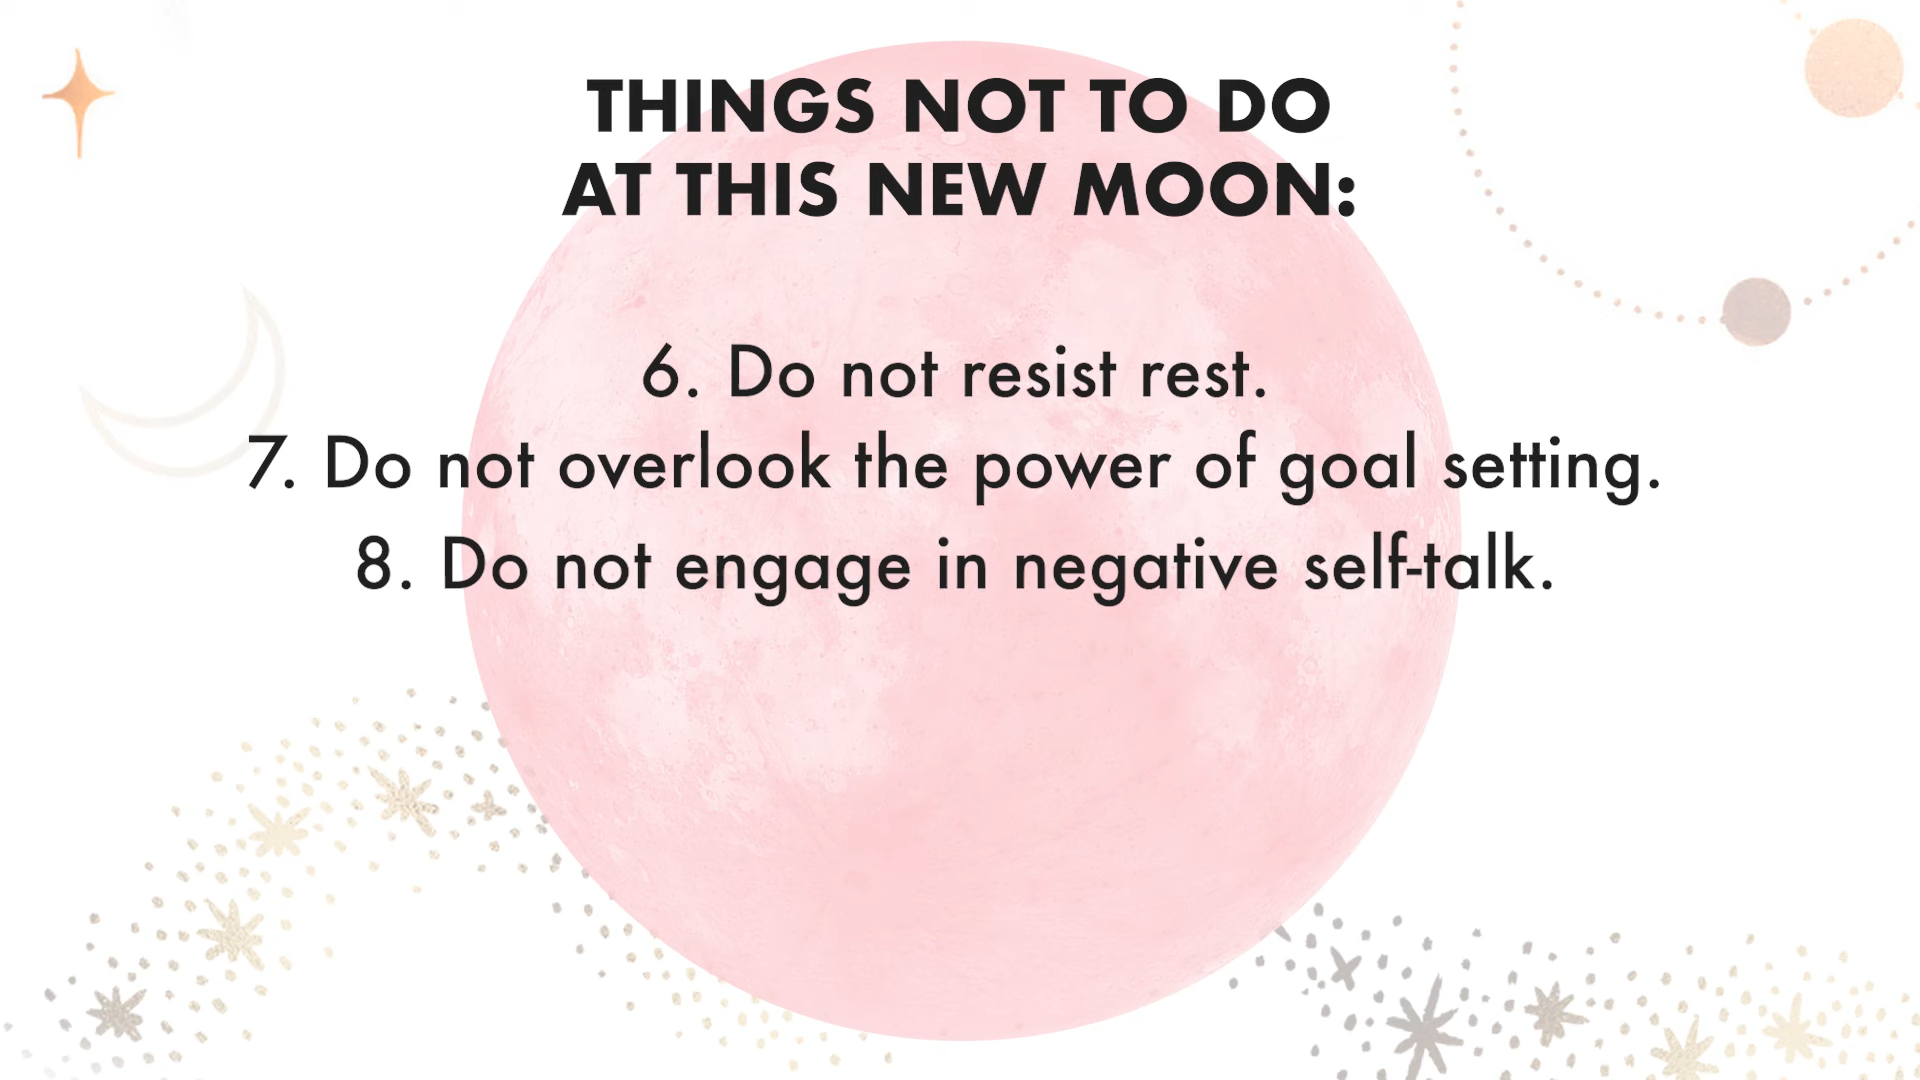 THINGS NOT TO DO
AT THIS NEW MOON:
6. Do not resist rest.
7. Do not overlook the power of goal setting.
8. Do not engage in negative self-talk.